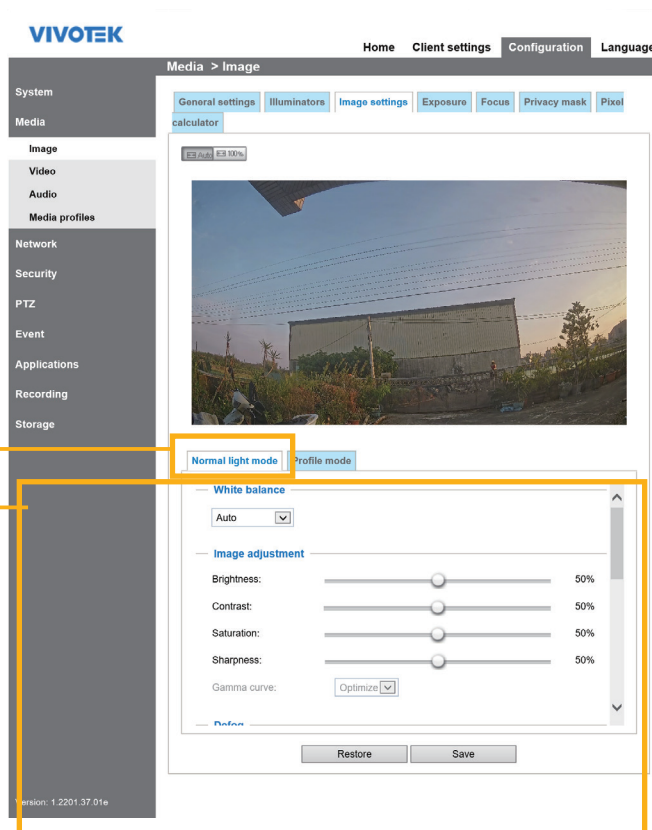 VIVOTEK
Home Client settings Configuration Language
Media > Image
System
Media
Image
Video
Audio
Media profiles
Network
Security
PTZ
Event
Applications
Recording
Storage
Version: 1.2201.37.01e
General settings Illuminators Image settings Exposure Focus Privacy mask Pixel
calculator
Auto 100%
Normal light mode Profile mode
White balance
Auto
Image adjustment
Brightness: 50%
Contrast: 50%
Saturation: 50%
Sharpness: 50%
Gamma curve: Optimize
Defog
Restore Save